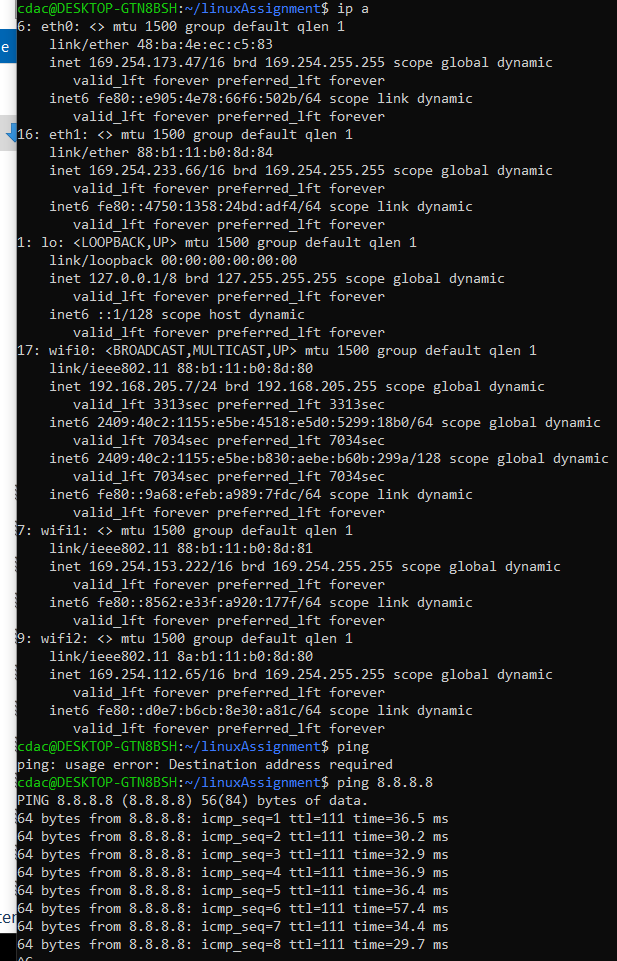 cdac@DESKTOP-GTN8BSH:~/linuxAssignment$ ip a
6: eth0: <> mtu 1500 group default qlen 1
    link/ether 48:ba:4e:ec:c5:83
    inet 169.254.173.47/16 brd 169.254.255.255 scope global dynamic
       valid_lft forever preferred_lft forever
    inet6 fe80::e905:4e78:66f6:502b/64 scope link dynamic
       valid_lft forever preferred_lft forever
16: eth1: <> mtu 1500 group default qlen 1
    link/ether 88:b1:11:b0:8d:84
    inet 169.254.233.66/16 brd 169.254.255.255 scope global dynamic
       valid_lft forever preferred_lft forever
    inet6 fe80::4750:1358:24bd:adf4/64 scope link dynamic
       valid_lft forever preferred_lft forever
1: lo: <LOOPBACK,UP> mtu 1500 group default qlen 1
    link/loopback 00:00:00:00:00:00
    inet 127.0.0.1/8 brd 127.255.255.255 scope global dynamic
       valid_lft forever preferred_lft forever
    inet6 ::1/128 scope host dynamic
       valid_lft forever preferred_lft forever
17: wifi0: <BROADCAST,MULTICAST,UP> mtu 1500 group default qlen 1
    link/ieee802.11 88:b1:11:b0:8d:80
    inet 192.168.205.7/24 brd 192.168.205.255 scope global dynamic
       valid_lft 3313sec preferred_lft 3313sec
    inet6 2409:40c2:1155:e5be:4518:e5d0:5299:18b0/64 scope global dynamic
       valid_lft 7034sec preferred_lft 7034sec
    inet6 2409:40c2:1155:e5be:b830:aebe:b60b:299a/128 scope global dynamic
       valid_lft 7034sec preferred_lft 7034sec
    inet6 fe80::9a68:efeb:a989:7fdc/64 scope link dynamic
       valid_lft forever preferred_lft forever
7: wifi1: <> mtu 1500 group default qlen 1
    link/ieee802.11 88:b1:11:b0:8d:81
    inet 169.254.153.222/16 brd 169.254.255.255 scope global dynamic
       valid_lft forever preferred_lft forever
    inet6 fe80::8562:e33f:a920:177f/64 scope link dynamic
       valid_lft forever preferred_lft forever
9: wifi2: <> mtu 1500 group default qlen 1
    link/ieee802.11 8a:b1:11:b0:8d:80
    inet 169.254.112.65/16 brd 169.254.255.255 scope global dynamic
       valid_lft forever preferred_lft forever
    inet6 fe80::d0e7:b6cb:8e30:a81c/64 scope link dynamic
       valid_lft forever preferred_lft forever
cdac@DESKTOP-GTN8BSH:~/linuxAssignment$ ping
ping: usage error: Destination address required
cdac@DESKTOP-GTN8BSH:~/linuxAssignment$ ping 8.8.8.8
PING 8.8.8.8 (8.8.8.8) 56(84) bytes of data.
64 bytes from 8.8.8.8: icmp_seq=1 ttl=111 time=36.5 ms
64 bytes from 8.8.8.8: icmp_seq=2 ttl=111 time=30.2 ms
64 bytes from 8.8.8.8: icmp_seq=3 ttl=111 time=32.9 ms
64 bytes from 8.8.8.8: icmp_seq=4 ttl=111 time=36.9 ms
64 bytes from 8.8.8.8: icmp_seq=5 ttl=111 time=36.4 ms
64 bytes from 8.8.8.8: icmp_seq=6 ttl=111 time=57.4 ms
64 bytes from 8.8.8.8: icmp_seq=7 ttl=111 time=34.4 ms
64 bytes from 8.8.8.8: icmp_seq=8 ttl=111 time=29.7 ms